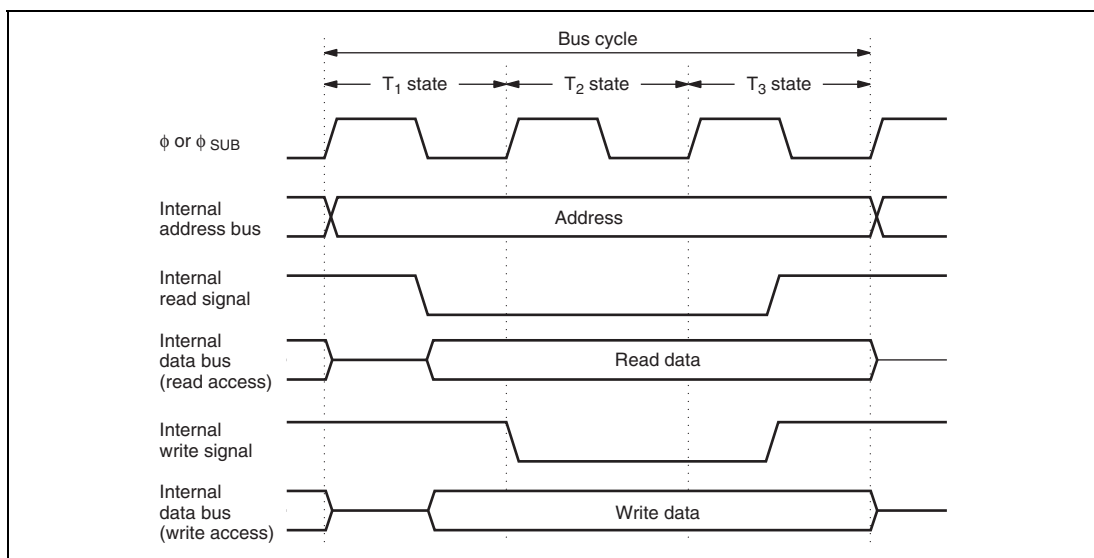 Bus cycle
T1 state
T2 state
T3 state
φ or φ SUB
Internal
address bus
Address
Internal
read signal
Internal
data bus
(read access)
Read data
Internal
write signal
Internal
data bus
(write access)
Write data